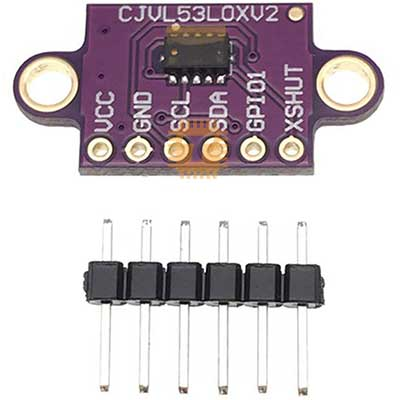 CJVL53L0XV2
VCC
GND
SCL
SDA
GPIO1
XSHUT